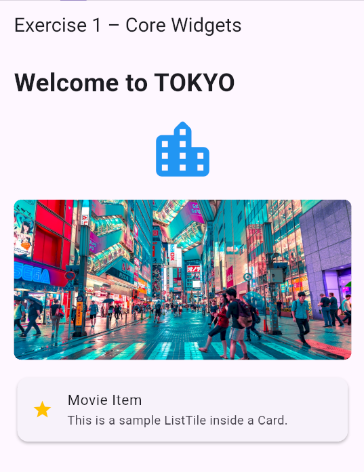 Exercise 1 – Core Widgets
Welcome to TOKYO
Movie Item
This is a sample ListTile inside a Card.